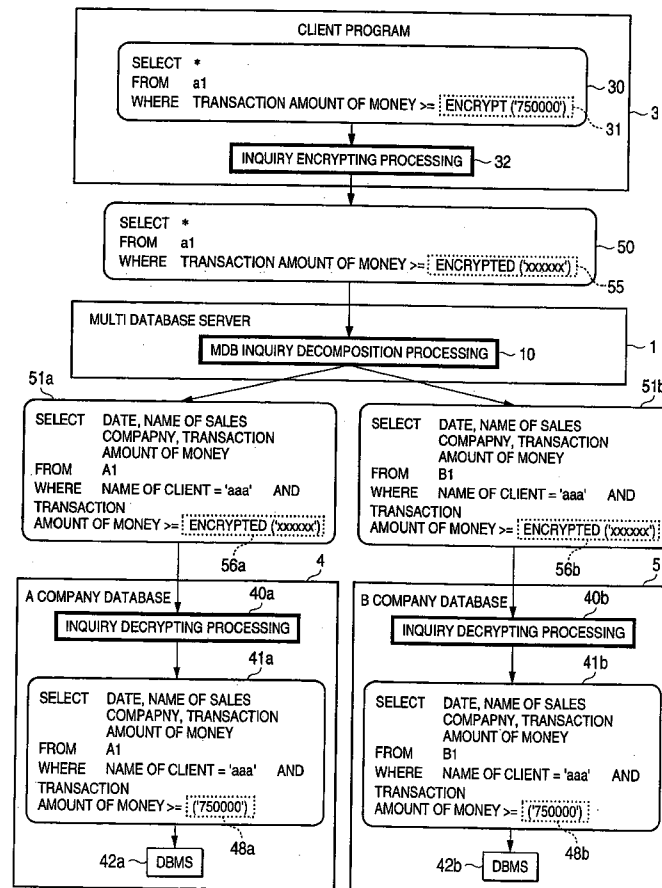 CLIENT PROGRAM
SELECT *
FROM a1
WHERE TRANSACTION AMOUNT OF MONEY >= ENCRYPT ('750000')
30
31
3
INQUIRY ENCRYPTING PROCESSING
32
SELECT *
FROM a1
WHERE TRANSACTION AMOUNT OF MONEY >= ENCRYPTED ('xxxxxx')
50
55
MULTI DATABASE SERVER
MDB INQUIRY DECOMPOSITION PROCESSING
10
1
51a
SELECT DATE, NAME OF SALES
COMPAPNY, TRANSACTION
AMOUNT OF MONEY
FROM A1
WHERE NAME OF CLIENT = 'aaa' AND
TRANSACTION
AMOUNT OF MONEY >= ENCRYPTED ('xxxxxx')
56a
51b
SELECT DATE, NAME OF SALES
COMPAPNY, TRANSACTION
AMOUNT OF MONEY
FROM B1
WHERE NAME OF CLIENT = 'aaa' AND
TRANSACTION
AMOUNT OF MONEY >= ENCRYPTED ('xxxxxx')
56b
4
A COMPANY DATABASE
40a
INQUIRY DECRYPTING PROCESSING
41a
SELECT DATE, NAME OF SALES
COMPAPNY, TRANSACTION
AMOUNT OF MONEY
FROM A1
WHERE NAME OF CLIENT = 'aaa' AND
TRANSACTION
AMOUNT OF MONEY >= ('750000')
48a
42a
DBMS
5
B COMPANY DATABASE
40b
INQUIRY DECRYPTING PROCESSING
41b
SELECT DATE, NAME OF SALES
COMPAPNY, TRANSACTION
AMOUNT OF MONEY
FROM B1
WHERE NAME OF CLIENT = 'aaa' AND
TRANSACTION
AMOUNT OF MONEY >= ('750000')
48b
42b
DBMS